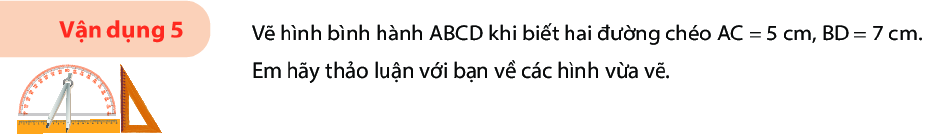 Vận dụng 5
Vẽ hình bình hành ABCD khi biết hai đường chéo AC = 5 cm, BD = 7 cm.
Em hãy thảo luận với bạn về các hình vừa vẽ.